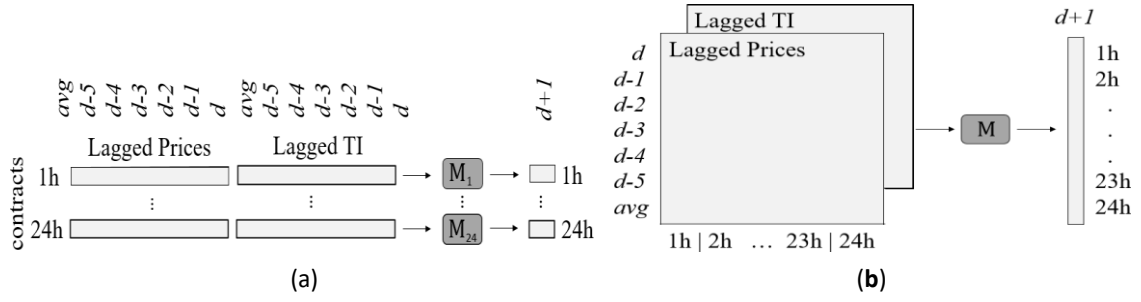 avg d-5 d-4 d-3 d-2 d-1 d avg d-5 d-4 d-3 d-2 d-1 d d+1
Lagged Prices Lagged TI
contracts
1h M1 1h
⋮ ⋮ ⋮ ⋮
24h M24 24h
(a)
Lagged TI
Lagged Prices
d
d-1
d-2
d-3
d-4
d-5
avg
1h | 2h … 23h | 24h
M
d+1
1h
2h
.
.
.
23h
24h
(b)